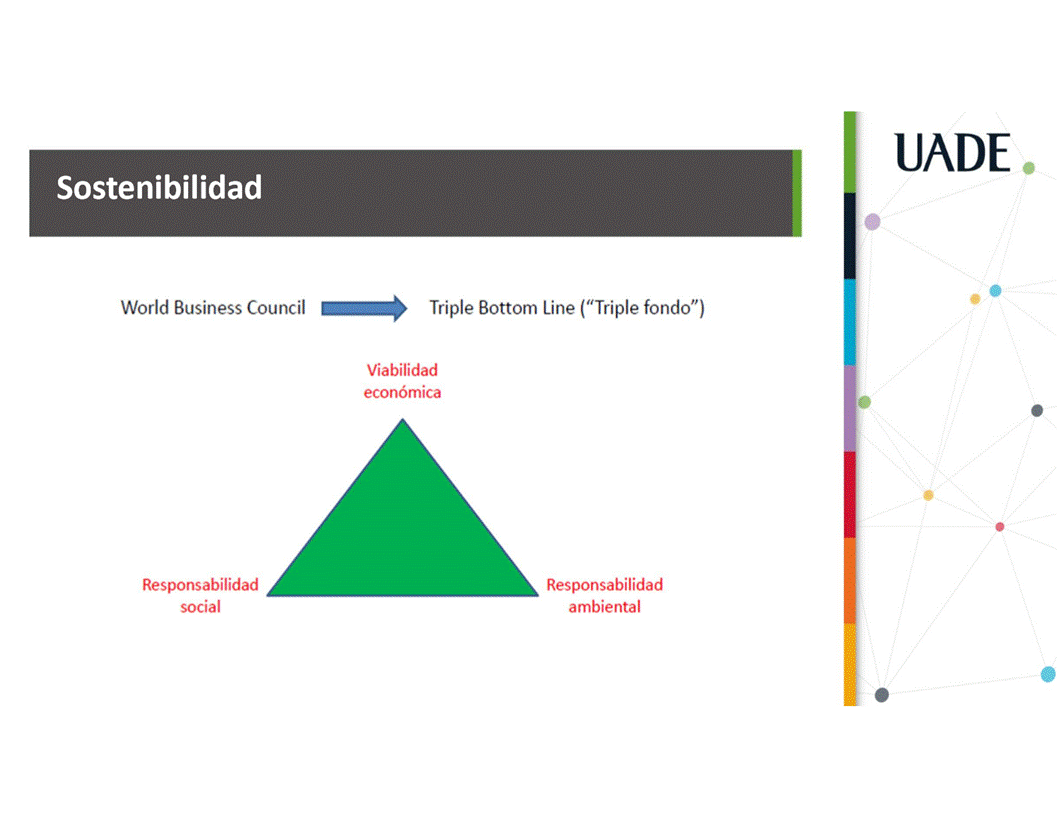 UADE
Sostenibilidad
World Business Council
Triple Bottom Line (“Triple fondo”)
Viabilidad
económica
Responsabilidad
social
Responsabilidad
ambiental